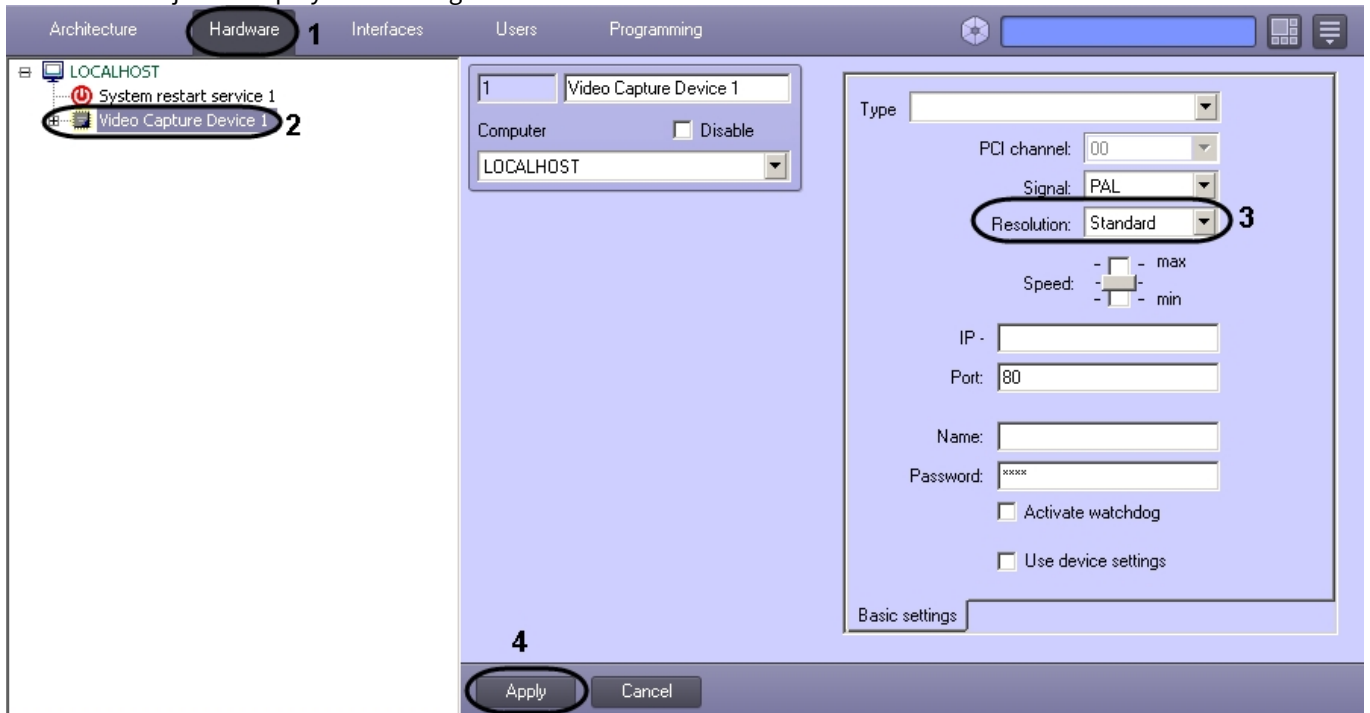 Architecture Hardware 1 Interfaces Users Programming
LOCALHOST
System restart service 1
Video Capture Device 1 2
1 Video Capture Device 1
Computer Disable
LOCALHOST
Type
PCI channel: 00
Signal: PAL
Resolution: Standard 3
- - max
Speed: - -
- - min
IP -
Port: 80
Name:
Password: ××××
Activate watchdog
Use device settings
Basic settings
4
Apply Cancel